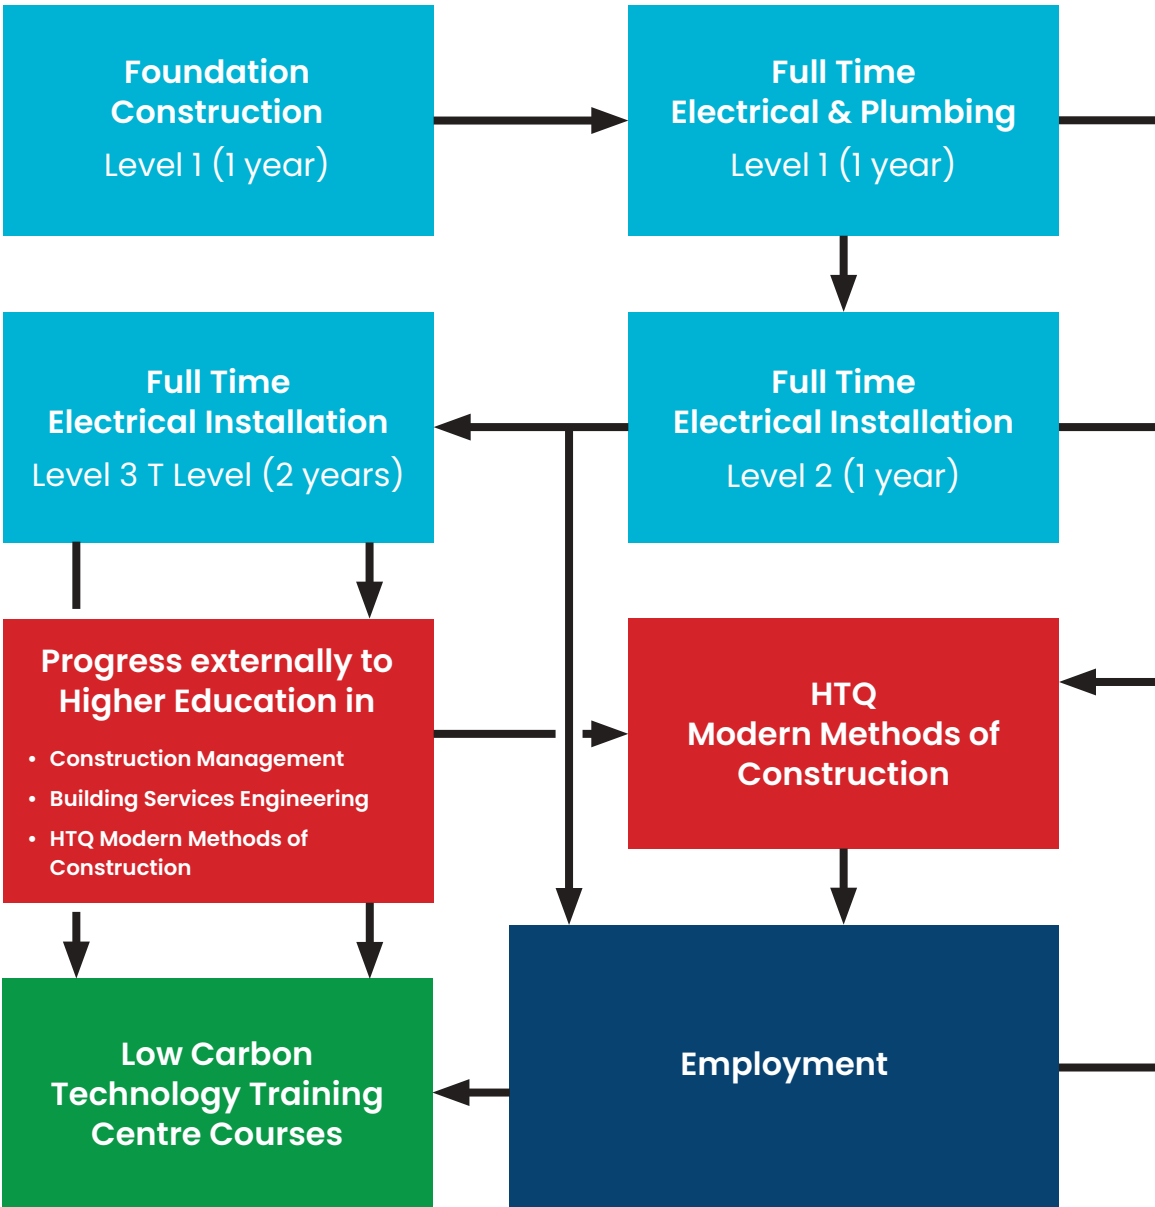 Foundation
Construction
Level 1 (1 year)
Full Time
Electrical & Plumbing
Level 1 (1 year)
Full Time
Electrical Installation
Level 3 T Level (2 years)
Full Time
Electrical Installation
Level 2 (1 year)
Progress externally to
Higher Education in
• Construction Management
• Building Services Engineering
• HTQ Modern Methods of
Construction
HTQ
Modern Methods of
Construction
Low Carbon
Technology Training
Centre Courses
Employment